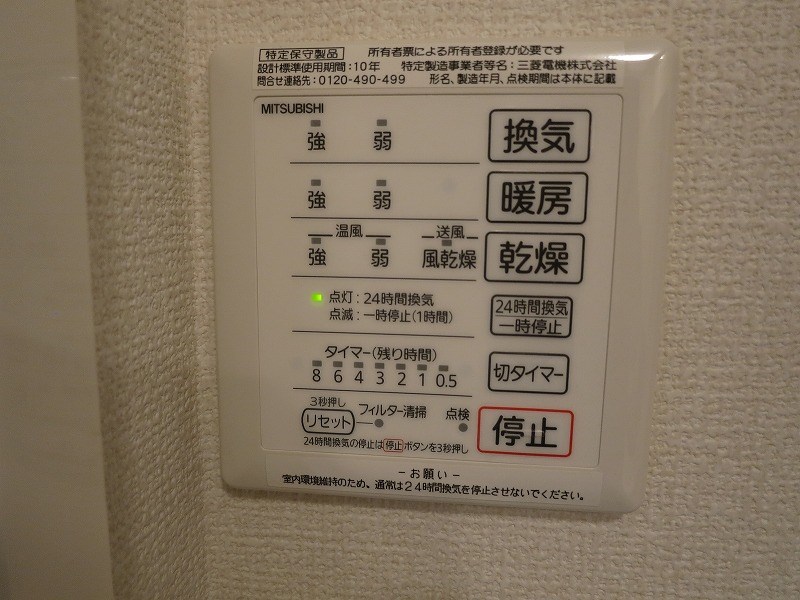 特定保守製品 所有者票による所有者登録が必要です
設計標準使用期間：10年 特定製造事業者等名：三菱電機株式会社
問合せ連絡先：0120-490-499 形名、製造年月、点検期間は本体に記載
MITSUBISHI
強 弱 換気
強 弱 暖房
温風 送風
強 弱 風乾燥 乾燥
点灯：24時間換気
点滅：一時停止(1時間)
24時間換気
一時停止
タイマー(残り時間)
8 6 4 3 2 1 0.5
切タイマー
3秒押し
リセット フィルター清掃 点検
停止
24時間換気の停止は停止ボタンを3秒押し
－お願い－
室内環境維持のため、通常は24時間換気を停止させないでください。